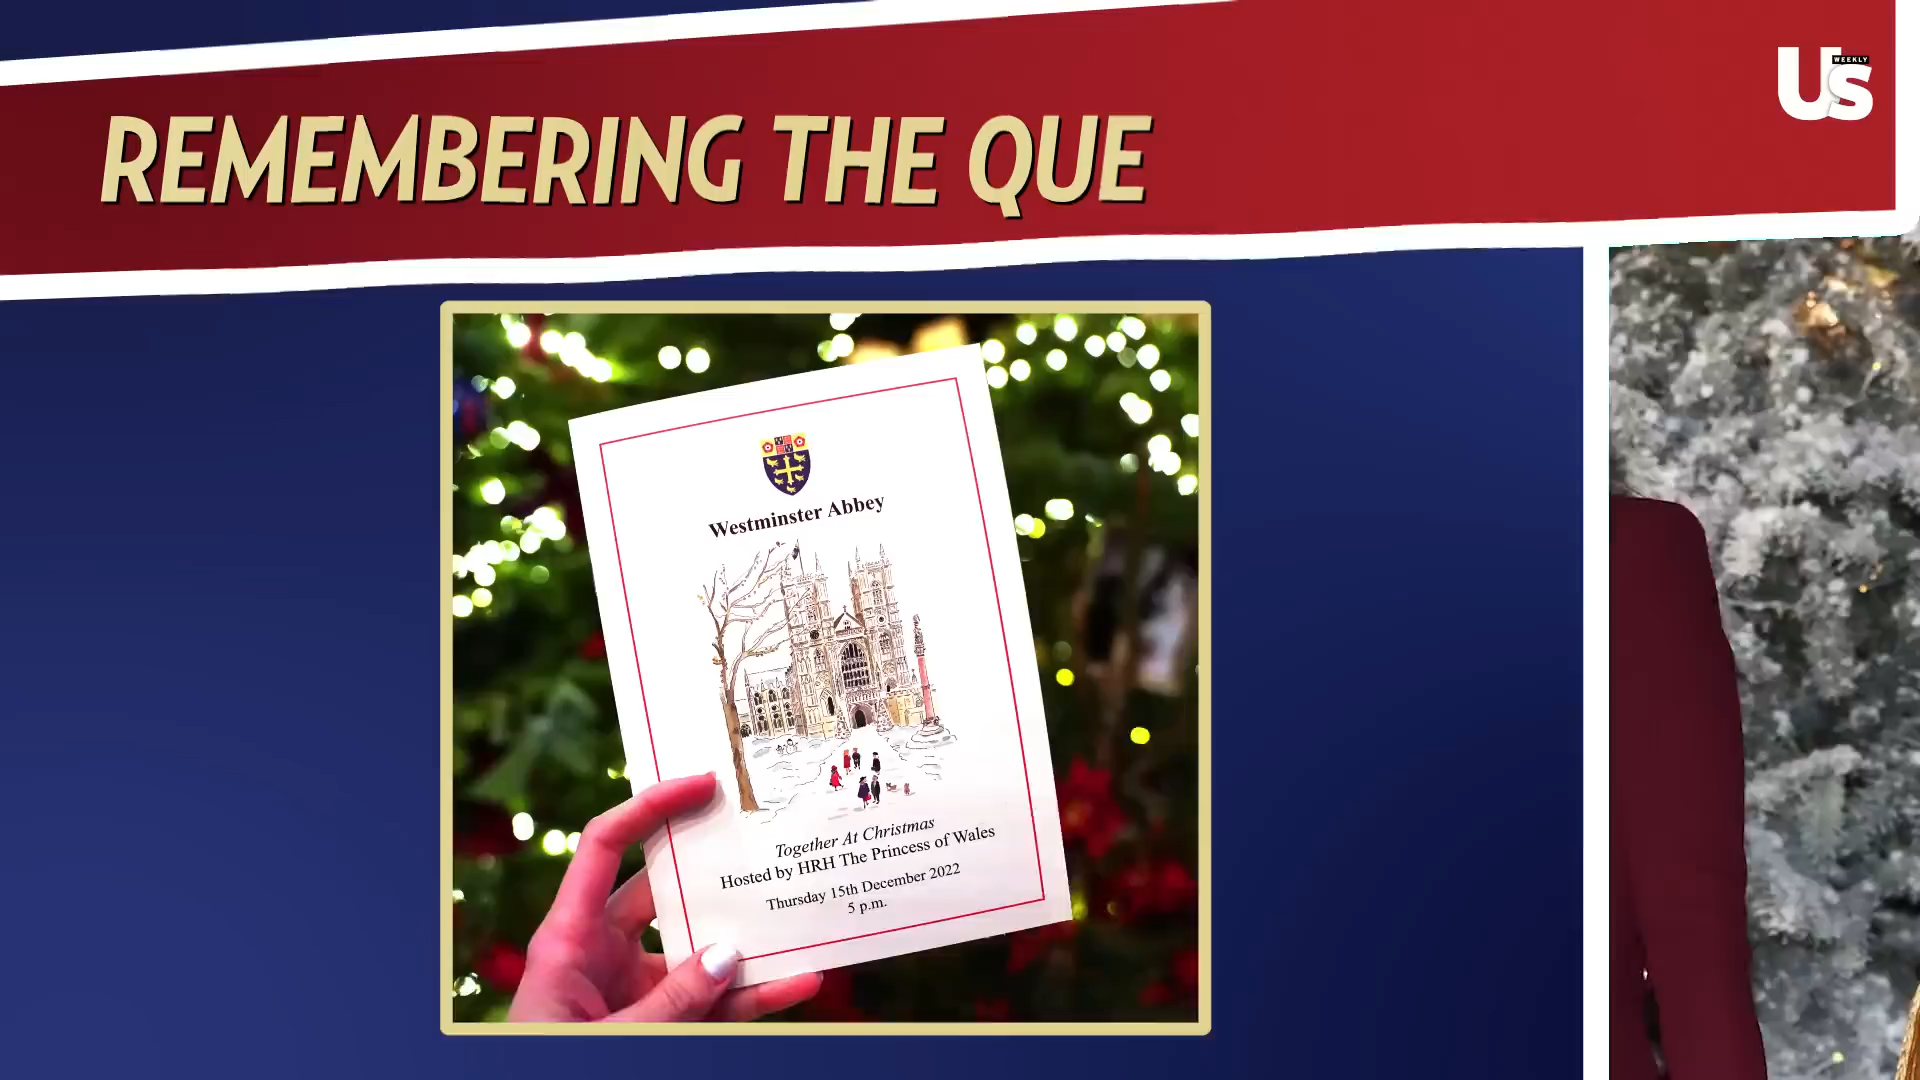 REMEMBERING THE QUE
Us
WEEKLY
Westminster Abbey
Together At Christmas
Hosted by HRH The Princess of Wales
Thursday 15th December 2022
5 p.m.